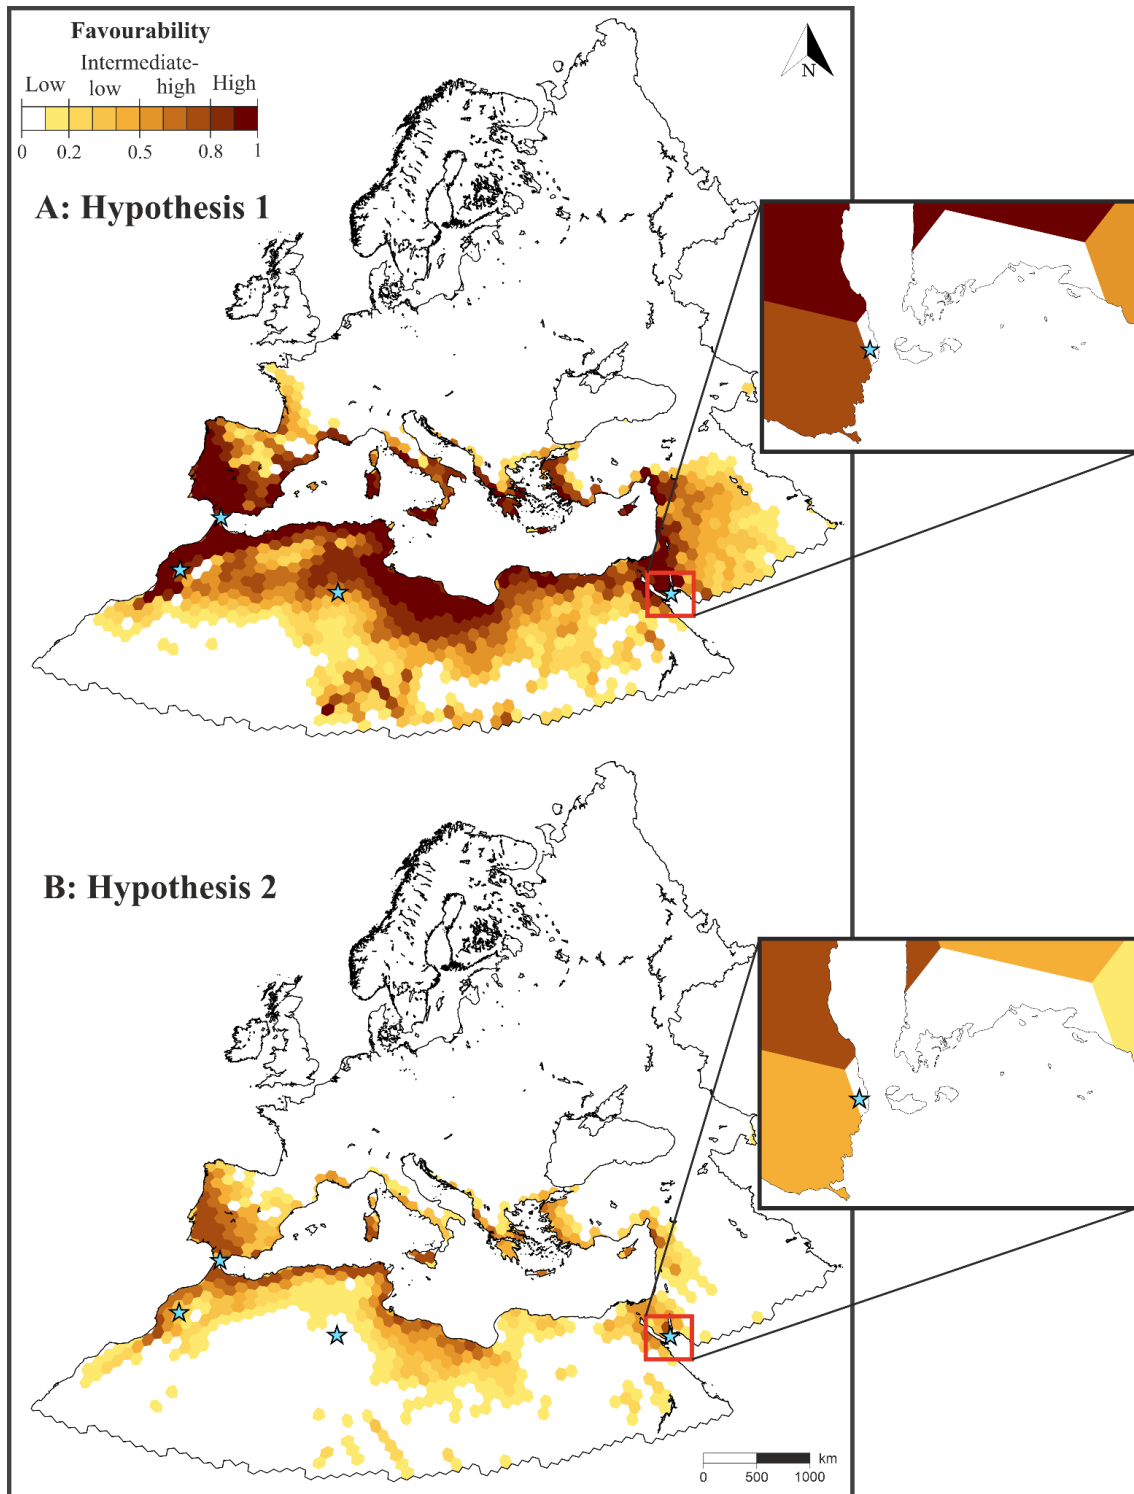 Favourability
Intermediate-
Low low high High
0 0.2 0.5 0.8 1
N
A: Hypothesis 1
B: Hypothesis 2
km
0 500 1000